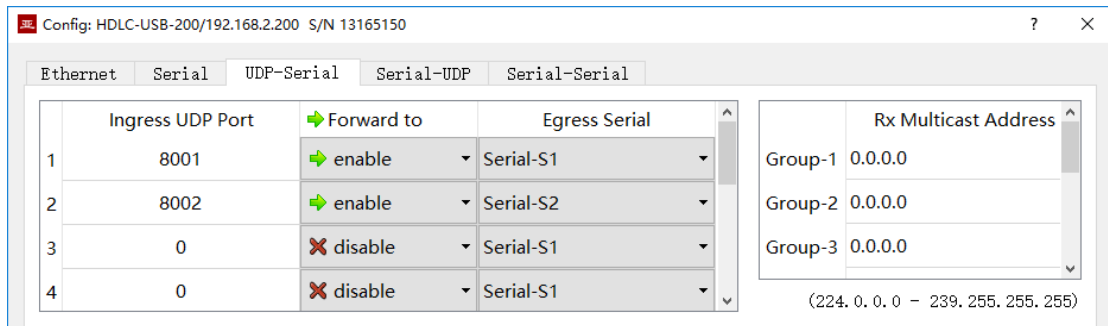 亚 Config: HDLC-USB-200/192.168.2.200 S/N 13165150 ? ×
Ethernet Serial UDP-Serial Serial-UDP Serial-Serial
Ingress UDP Port Forward to Egress Serial
1 8001 enable Serial-S1
2 8002 enable Serial-S2
3 0 disable Serial-S1
4 0 disable Serial-S1
Rx Multicast Address
Group-1 0.0.0.0
Group-2 0.0.0.0
Group-3 0.0.0.0
(224.0.0.0 - 239.255.255.255)